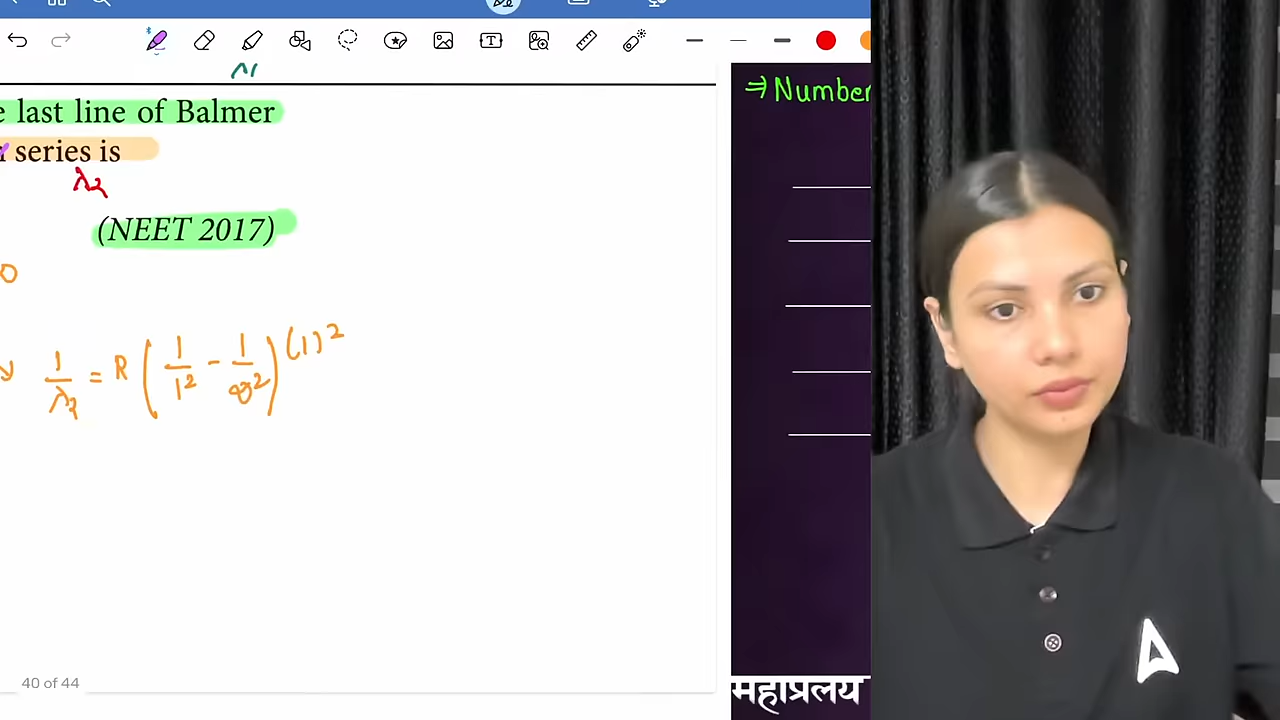 λ1
e last line of Balmer
series is
λ2
(NEET 2017)
1/λ2 = R (1/1² - 1/∞²) (1)²
40 of 44
⇒ Number
महाप्रलय